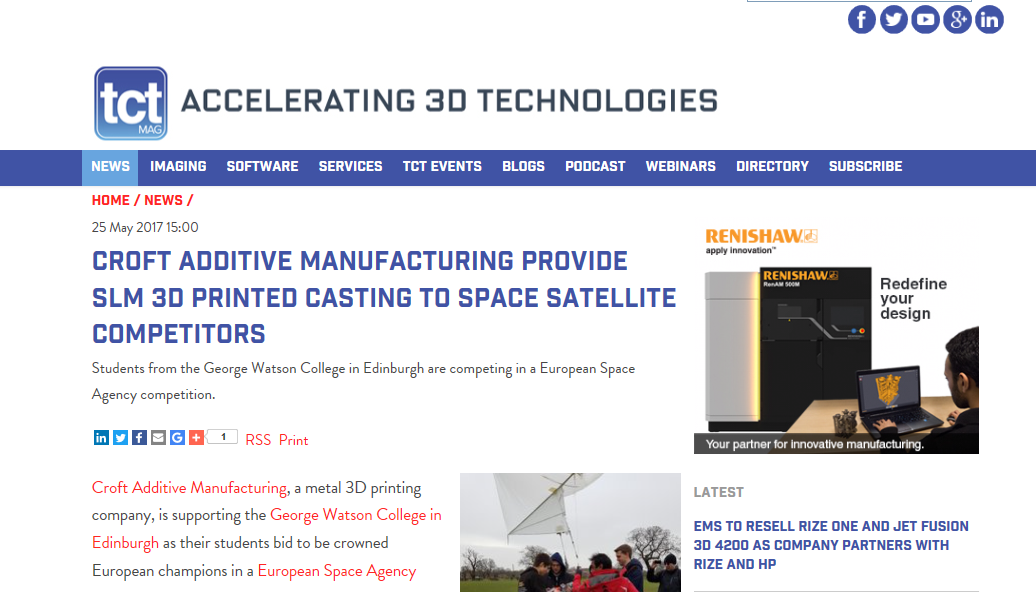 tct
MAG
ACCELERATING 3D TECHNOLOGIES
NEWS IMAGING SOFTWARE SERVICES TCT EVENTS BLOGS PODCAST WEBINARS DIRECTORY SUBSCRIBE
HOME / NEWS /
25 May 2017 15:00
CROFT ADDITIVE MANUFACTURING PROVIDE
SLM 3D PRINTED CASTING TO SPACE SATELLITE
COMPETITORS
Students from the George Watson College in Edinburgh are competing in a European Space
Agency competition.
1 RSS Print
Croft Additive Manufacturing, a metal 3D printing
company, is supporting the George Watson College in
Edinburgh as their students bid to be crowned
European champions in a European Space Agency
RENISHAW
apply innovation™
RENISHAW
RenAM 500M
Redefine
your
design
Your partner for innovative manufacturing.
LATEST
EMS TO RESELL RIZE ONE AND JET FUSION
3D 4200 AS COMPANY PARTNERS WITH
RIZE AND HP